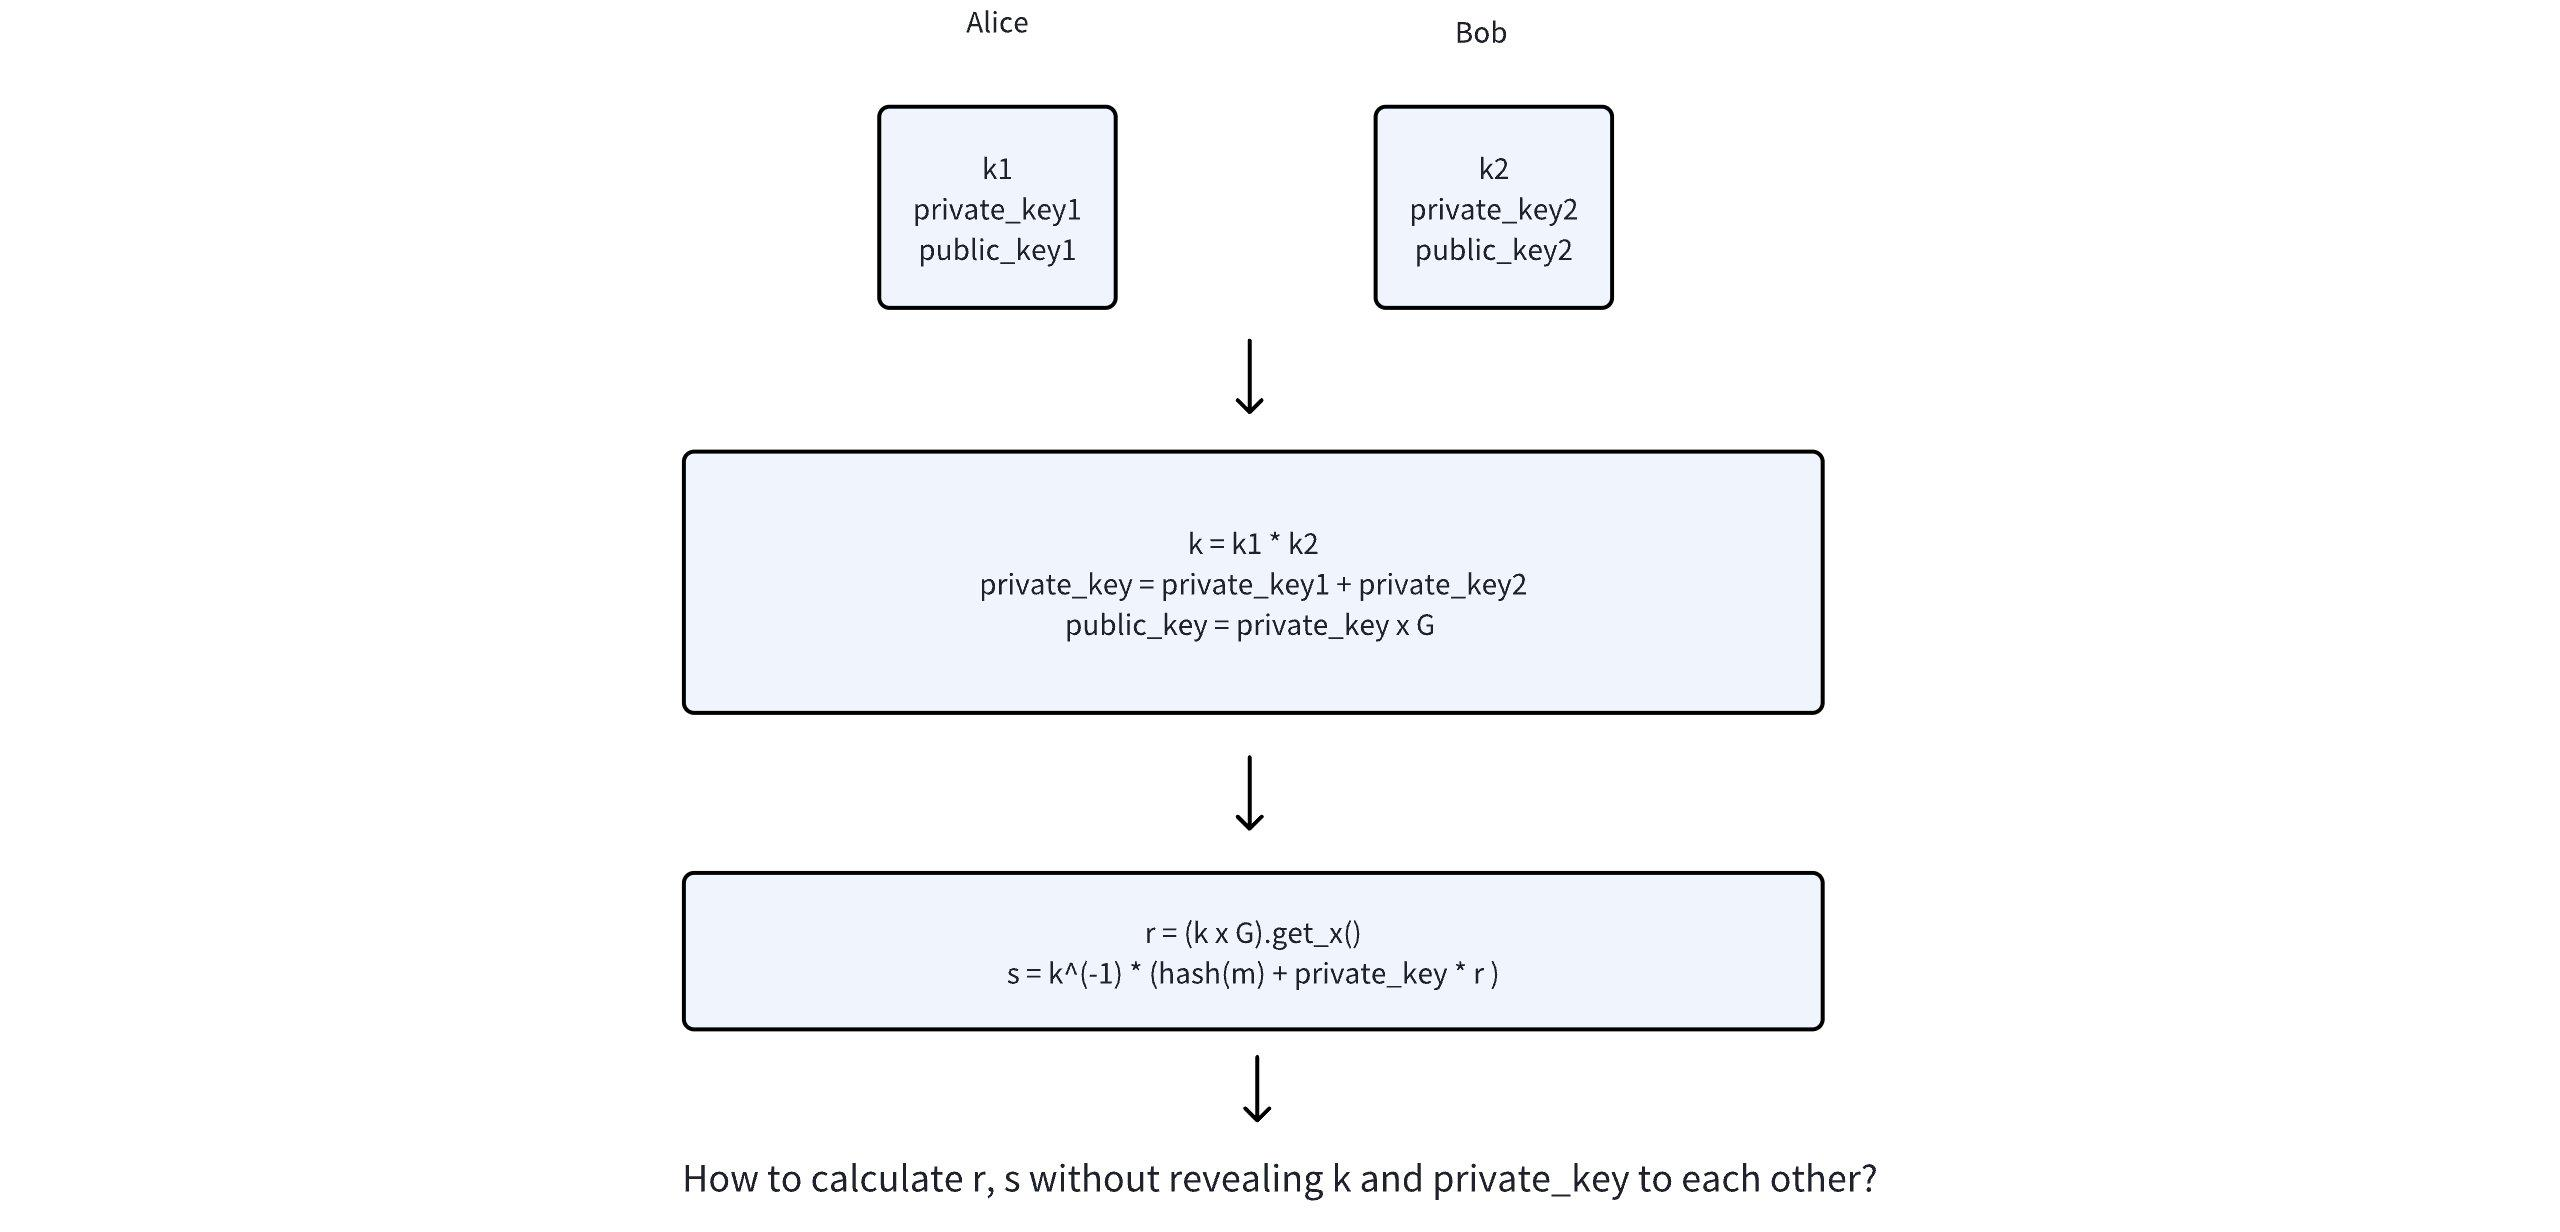 Alice
Bob
k1
private_key1
public_key1
k2
private_key2
public_key2
k = k1 * k2
private_key = private_key1 + private_key2
public_key = private_key x G
r = (k x G).get_x()
s = k^(-1) * (hash(m) + private_key * r )
How to calculate r, s without revealing k and private_key to each other?